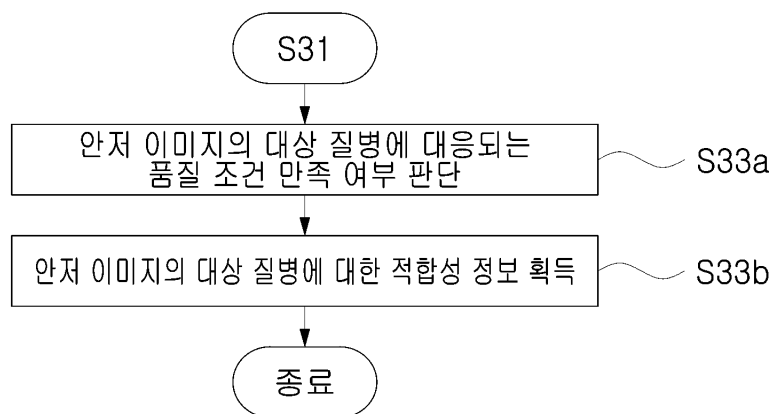 S31
안저 이미지의 대상 질병에 대응되는
품질 조건 만족 여부 판단
S33a
안저 이미지의 대상 질병에 대한 적합성 정보 획득
S33b
종료